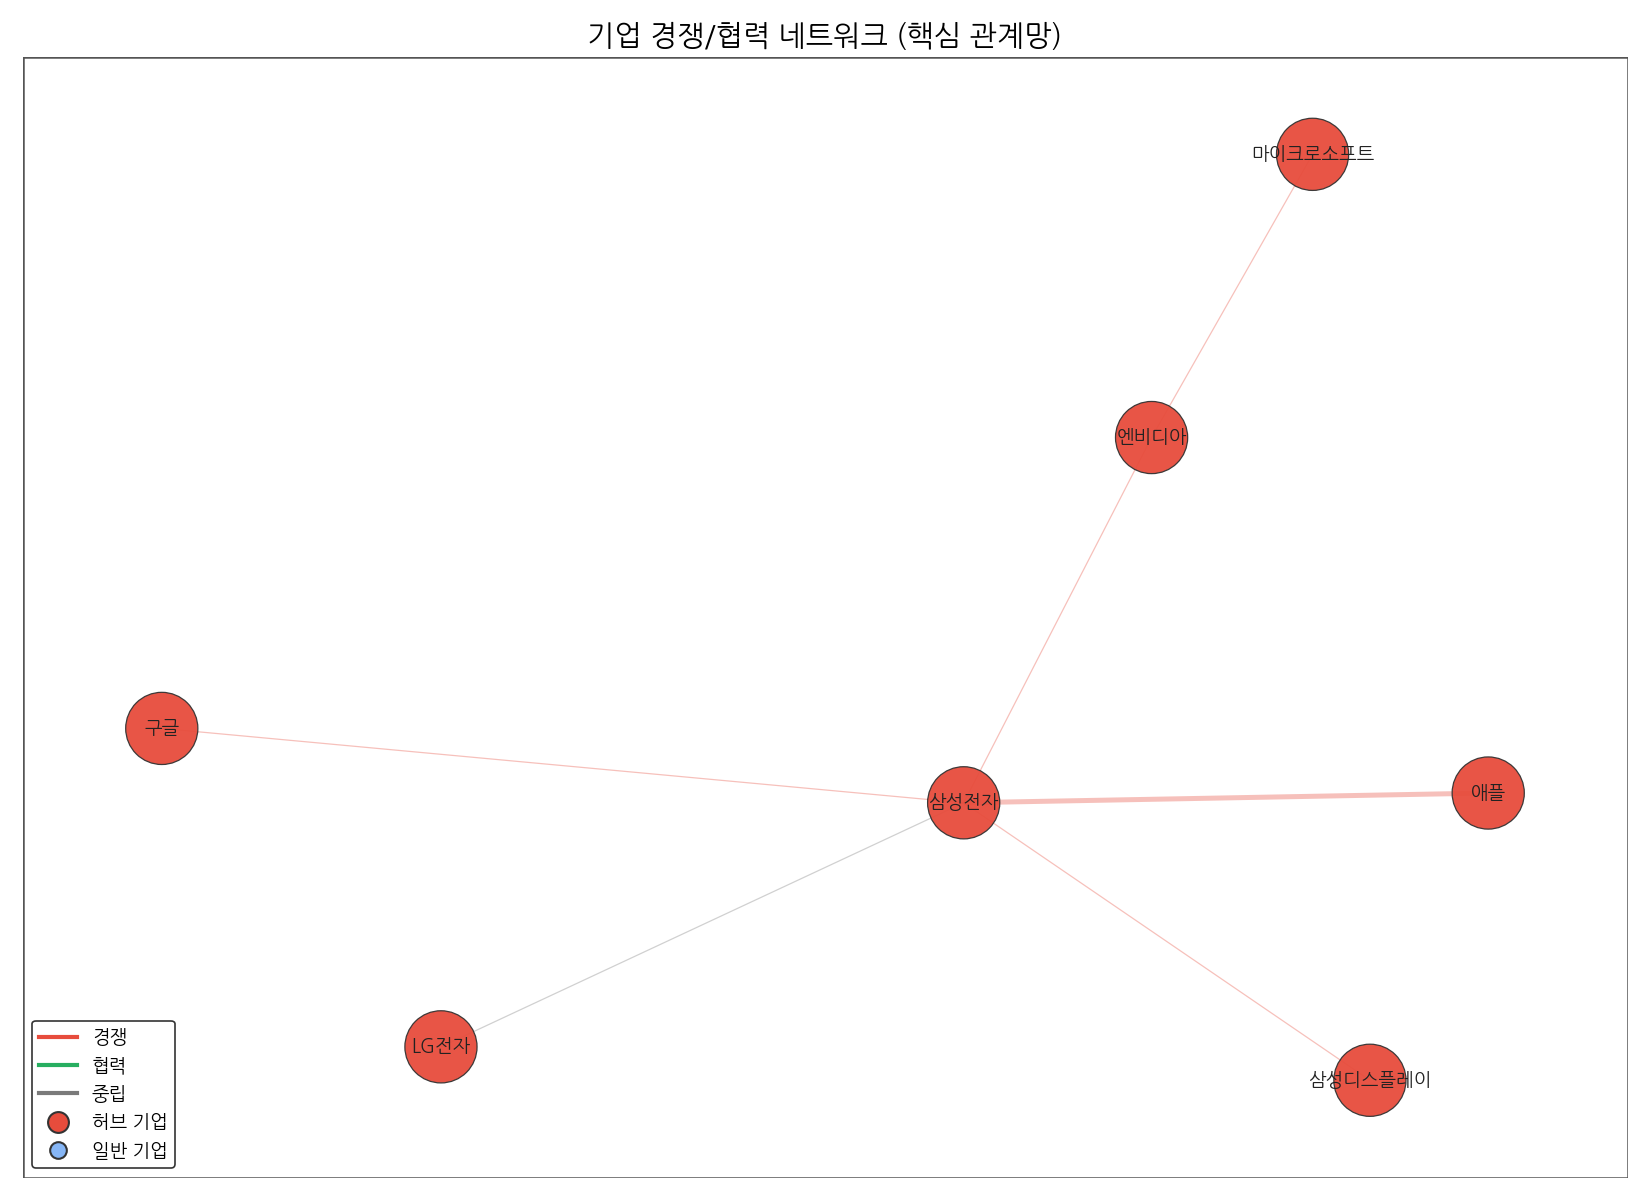 기업 경쟁/협력 네트워크 (핵심 관계망)
마이크로소프트
엔비디아
구글
삼성전자
애플
LG전자
삼성디스플레이
경쟁
협력
중립
허브 기업
일반 기업